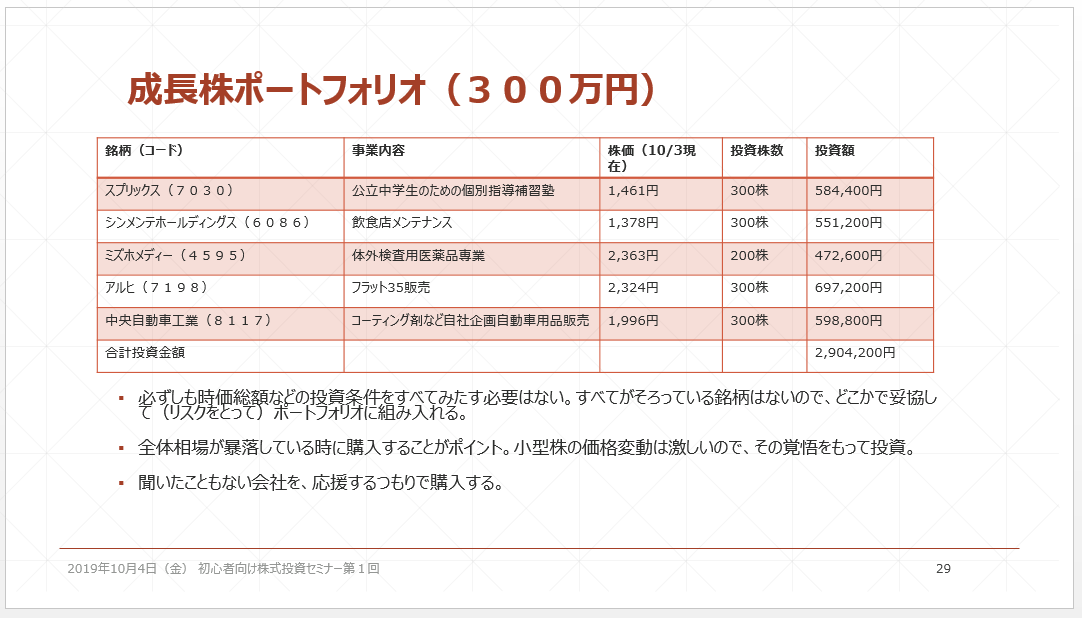 成長株ポートフォリオ（３００万円）
銘柄（コード） 事業内容 株価（10/3現在） 投資株数 投資額
スプリックス（７０３０） 公立中学生のための個別指導補習塾 1,461円 300株 584,400円
シンメンテホールディングス（６０８６） 飲食店メンテナンス 1,378円 300株 551,200円
ミズホメディー（４５９５） 体外検査用医薬品専業 2,363円 200株 472,600円
アルヒ（７１９８） フラット35販売 2,324円 300株 697,200円
中央自動車工業（８１１７） コーティング剤など自社企画自動車用品販売 1,996円 300株 598,800円
合計投資金額 2,904,200円
▪ 必ずしも時価総額などの投資条件をすべてみたす必要はない。すべてがそろっている銘柄はないので、どこかで妥協し
て（リスクをとって）ポートフォリオに組み入れる。
▪ 全体相場が暴落している時に購入することがポイント。小型株の価格変動は激しいので、その覚悟をもって投資。
▪ 聞いたこともない会社を、応援するつもりで購入する。
2019年10月4日（金） 初心者向け株式投資セミナー第１回
29